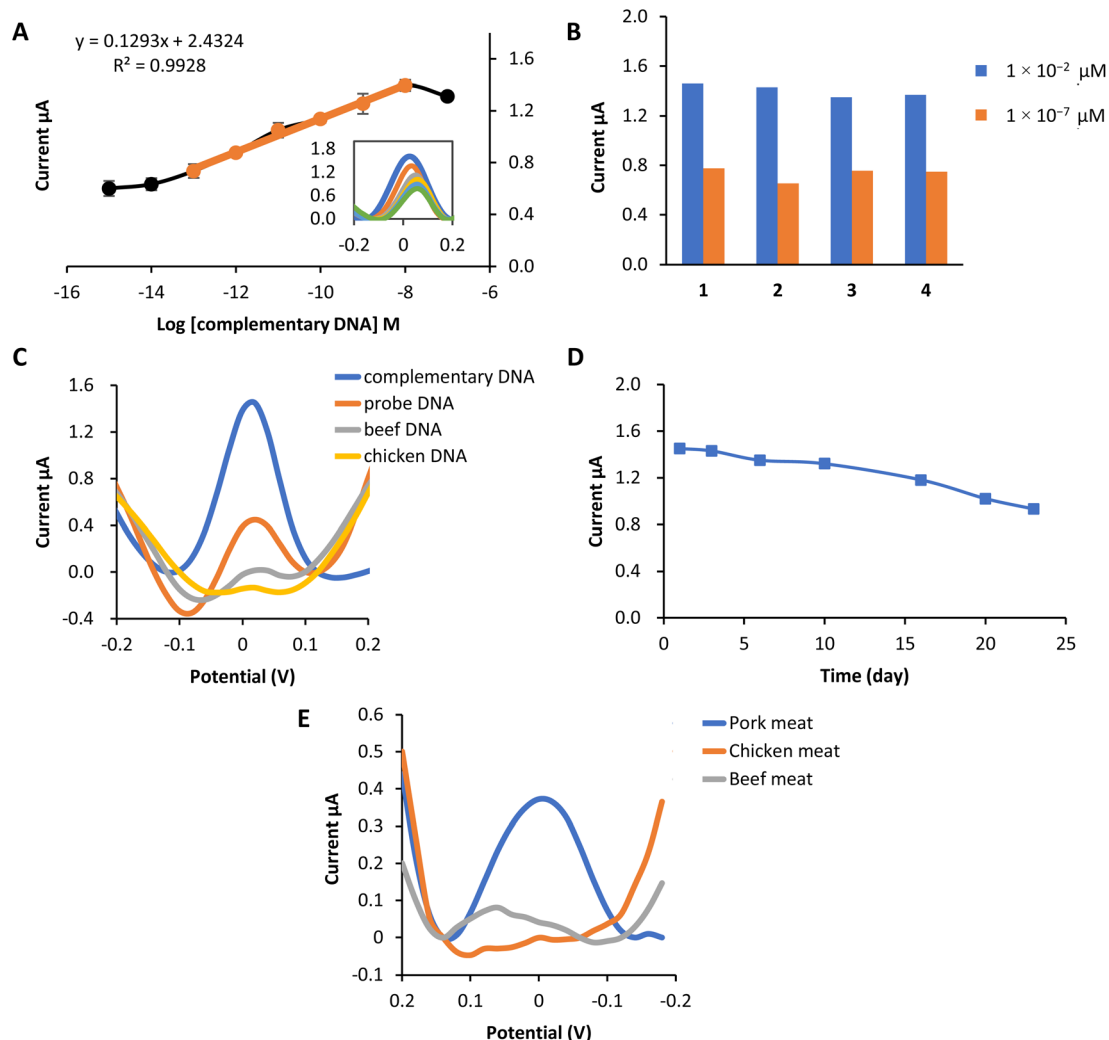 A
y = 0.1293x + 2.4324
R² = 0.9928
Current µA
1.6
1.2
0.8
0.4
0.0
1.8
1.2
0.6
0.0
-0.2
0
0.2
-16
-14
-12
-10
-8
-6
Log [complementary DNA] M
B
Current µA
2.0
1.6
1.2
0.8
0.4
0.0
1
2
3
4
1 × 10⁻² µM
1 × 10⁻⁷ µM
C
Current µA
1.6
1.2
0.8
0.4
0.0
-0.4
-0.2
-0.1
0
0.1
0.2
Potential (V)
complementary DNA
probe DNA
beef DNA
chicken DNA
D
Current µA
2.0
1.6
1.2
0.8
0.4
0.0
0
5
10
15
20
25
Time (day)
E
Current µA
0.6
0.5
0.4
0.3
0.2
0.1
0
-0.1
0.2
0.1
0
-0.1
-0.2
Potential (V)
Pork meat
Chicken meat
Beef meat